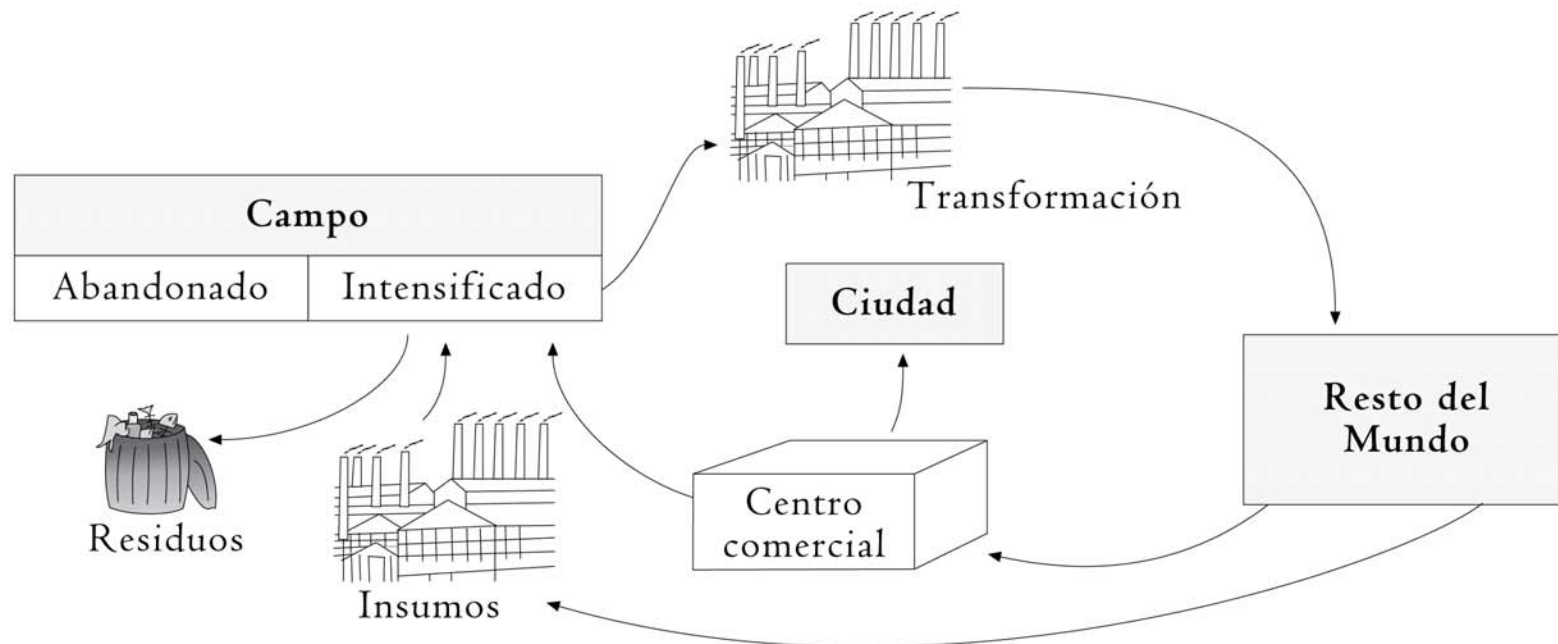 Transformación
Campo
Abandonado
Intensificado
Ciudad
Resto del
Mundo
Centro
comercial
Residuos
Insumos